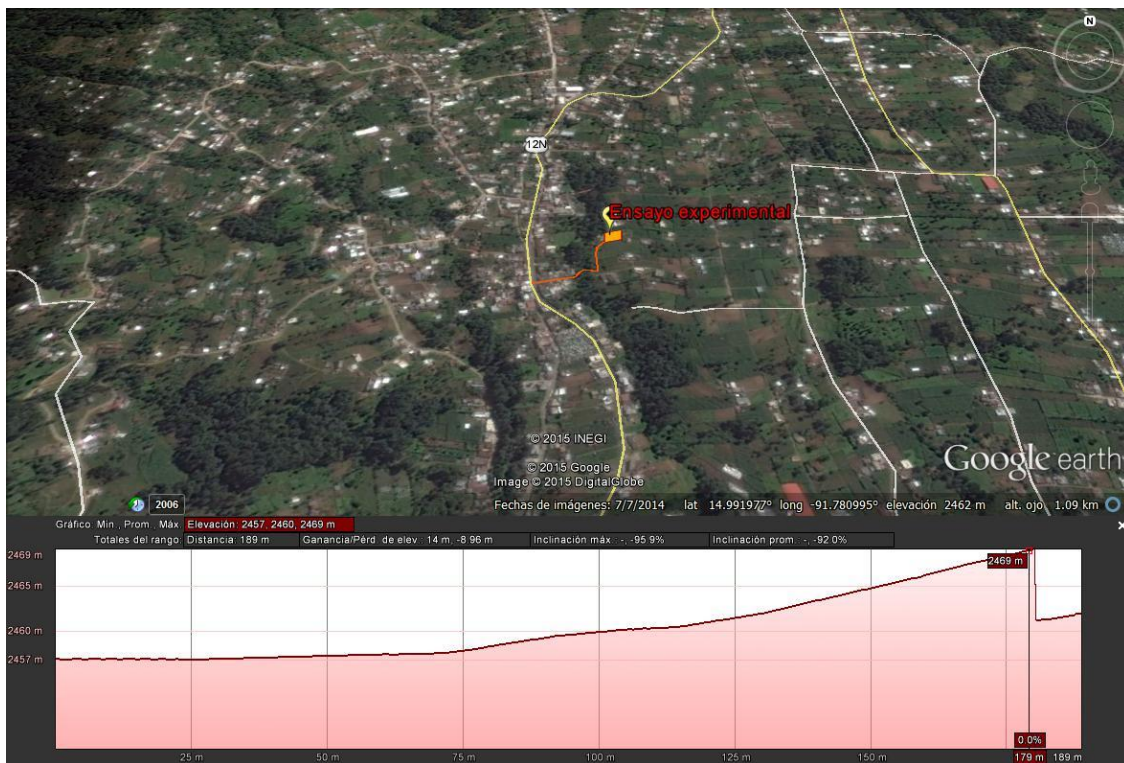 N
12N
Ensayo experimental
© 2015 INEGI
© 2015 Google
Image © 2015 DigitalGlobe
Google earth
2006
Fechas de imágenes: 7/7/2014 lat 14.991977° long -91.780995° elevación 2462 m alt. ojo 1.09 km
Gráfico: Min., Prom., Máx. Elevación: 2457, 2460, 2469 m
Totales del rango: Distancia: 189 m Ganancia/Pérd. de elev.: 14 m, -8.96 m Inclinación máx.: -, -95.9% Inclinación prom.: -, -92.0%
2469 m
2469 m
2465 m
2460 m
2457 m
0.0%
25 m 50 m 75 m 100 m 125 m 150 m 179 m 189 m